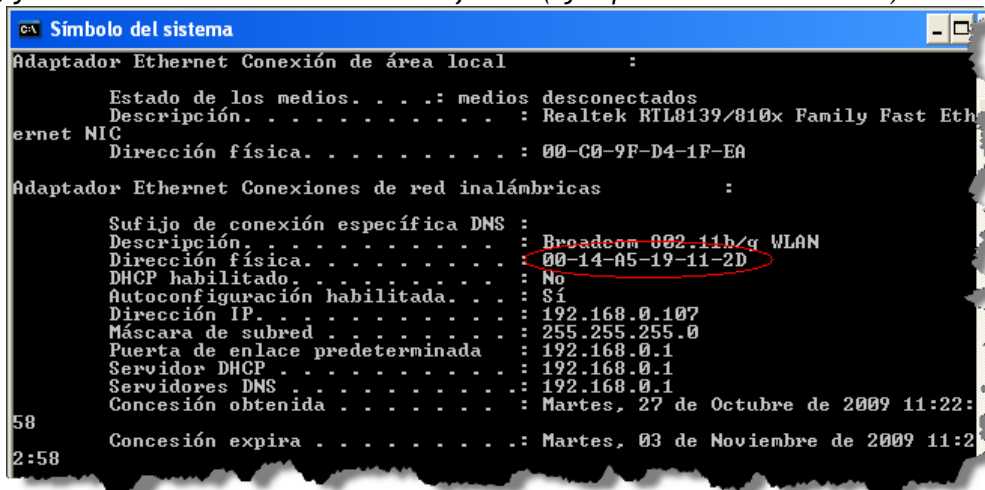 Símbolo del sistema
Adaptador Ethernet Conexión de área local :
Estado de los medios. . . .: medios desconectados
Descripción. . . . . . . . . . . : Realtek RTL8139/810x Family Fast Eth
ernet NIC
Dirección física. . . . . . . . . : 00-C0-9F-D4-1F-EA
Adaptador Ethernet Conexiones de red inalámbricas :
Sufijo de conexión específica DNS :
Descripción. . . . . . . . . . . : Broadcom 802.11b/g WLAN
Dirección física. . . . . . . . . : 00-14-A5-19-11-2D
DHCP habilitado. . . . . . . . . : No
Autoconfiguración habilitada. . . : Sí
Dirección IP. . . . . . . . . . . : 192.168.0.107
Máscara de subred . . . . . . . . : 255.255.255.0
Puerta de enlace predeterminada : 192.168.0.1
Servidor DHCP . . . . . . . . . . : 192.168.0.1
Servidores DNS . . . . . . . . . .: 192.168.0.1
Concesión obtenida . . . . . . . : Martes, 27 de Octubre de 2009 11:22:
58
Concesión expira . . . . . . . . .: Martes, 03 de Noviembre de 2009 11:2
2:58